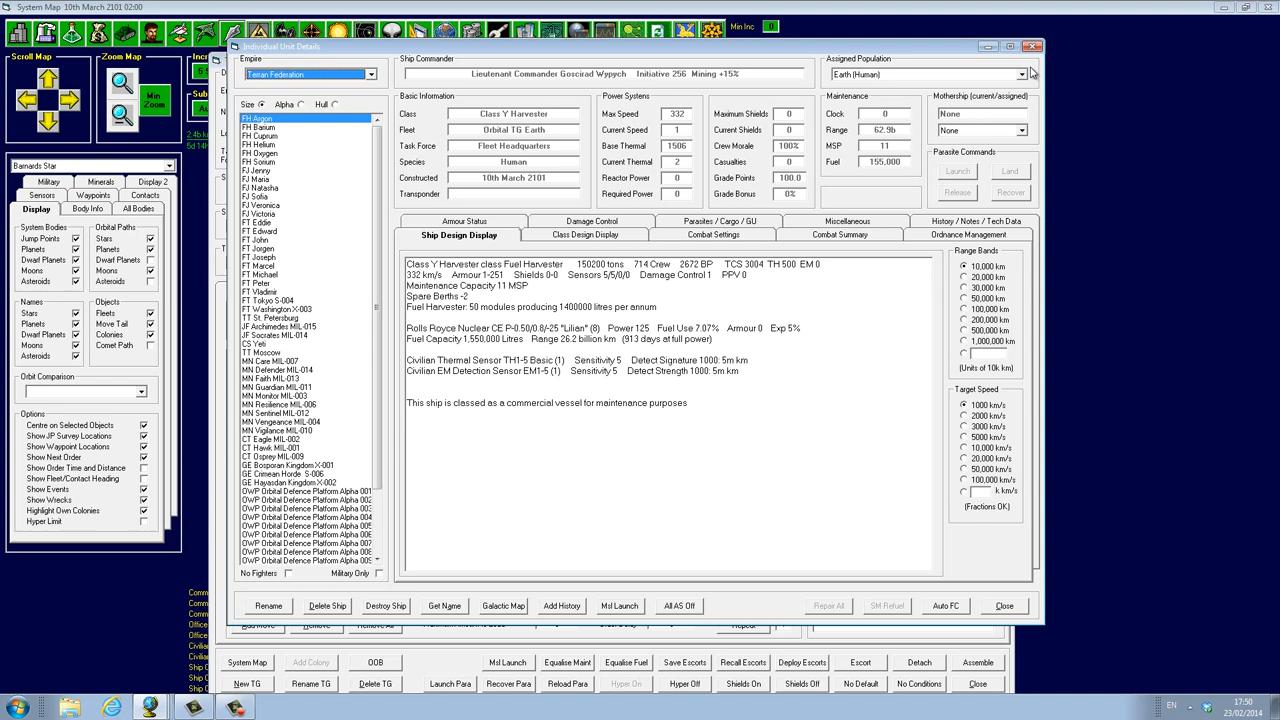 System Map 10th March 2101 02:00
Min Inc 0
Scroll Map
Zoom Map
Min
Zoom
Barnards Star
Military
Minerals
Display 2
Sensors
Waypoints
Contacts
Display
Body Info
All Bodies
System Bodies
Orbital Paths
Jump Points
Stars
Planets
Planets
Dwarf Planets
Dwarf Planets
Moons
Moons
Asteroids
Asteroids
Names
Objects
Stars
Fleets
Planets
Move Tail
Dwarf Planets
Colonies
Moons
Comet Path
Asteroids
Orbit Comparison
Options
Centre on Selected Objects
Show JP Survey Locations
Show Waypoint Locations
Show Next Order
Show Order Time and Distance
Show Fleet/Contact Heading
Show Events
Show Wrecks
Highlight Own Colonies
Hyper Limit
Individual Unit Details
Empire
Terran Federation
Size
Alpha
Hull
FH Argon
FH Barium
FH Cuprum
FH Helium
FH Oxygen
FH Sorium
FJ Jenny
FJ Maria
FJ Natasha
FJ Sofia
FJ Veronica
FJ Victoria
FT Eddie
FT Edward
FT John
FT Jorgen
FT Joseph
FT Marcel
FT Michael
FT Peter
FT Vladimir
FT Tokyo S-004
FT Washington X-003
TT St. Petersburg
JF Archimedes MIL-015
JF Socrates MIL-014
CS Yeti
TT Moscow
MN Care MIL-007
MN Defender MIL-014
MN Faith MIL-013
MN Guardian MIL-011
MN Monitor MIL-003
MN Resilience MIL-006
MN Sentinel MIL-012
MN Vengeance MIL-004
MN Vigilance MIL-010
CT Eagle MIL-002
CT Hawk MIL-001
CT Osprey MIL-009
GE Bosporan Kingdom X-001
GE Crimean Horde S-006
GE Hayasdan Kingdom X-002
OWP Orbital Defence Platform Alpha 001
OWP Orbital Defence Platform Alpha 002
OWP Orbital Defence Platform Alpha 003
OWP Orbital Defence Platform Alpha 004
OWP Orbital Defence Platform Alpha 005
OWP Orbital Defence Platform Alpha 006
OWP Orbital Defence Platform Alpha 007
OWP Orbital Defence Platform Alpha 008
OWP Orbital Defence Platform Alpha 009
No Fighters
Military Only
Ship Commander
Lieutenant Commander Goscirad Wypych Initiative 256 Mining +15%
Assigned Population
Earth (Human)
Basic Information
Class Class Y Harvester
Fleet Orbital TG Earth
Task Force Fleet Headquarters
Species Human
Constructed 10th March 2101
Transponder
Power Systems
Max Speed 332
Current Speed 1
Base Thermal 1506
Current Thermal 2
Reactor Power 0
Required Power 0
Maximum Shields 0
Current Shields 0
Crew Morale 100%
Casualties 0
Grade Points 100.0
Grade Bonus 0%
Maintenance
Clock 0
Range 62.9b
MSP 11
Fuel 155,000
Mothership (current/assigned)
None
None
Parasite Commands
Launch
Land
Release
Recover
Armour Status
Damage Control
Parasites / Cargo / GU
Miscellaneous
History / Notes / Tech Data
Ship Design Display
Class Design Display
Combat Settings
Combat Summary
Ordnance Management
Class Y Harvester class Fuel Harvester 150200 tons 714 Crew 2672 BP TCS 3004 TH 500 EM 0
332 km/s Armour 1-251 Shields 0-0 Sensors 5/5/0/0 Damage Control 1 PPV 0
Maintenance Capacity 11 MSP
Spare Berths -2
Fuel Harvester: 50 modules producing 1400000 litres per annum
Rolls Royce Nuclear CE P-0.50/0.8/-25 "Lilian" (8) Power 125 Fuel Use 7.07% Armour 0 Exp 5%
Fuel Capacity 1,550,000 Litres Range 26.2 billion km (913 days at full power)
Civilian Thermal Sensor TH1-5 Basic (1) Sensitivity 5 Detect Signature 1000: 5m km
Civilian EM Detection Sensor EM1-5 (1) Sensitivity 5 Detect Strength 1000: 5m km
This ship is classed as a commercial vessel for maintenance purposes
Range Bands
10,000 km
20,000 km
30,000 km
50,000 km
100,000 km
200,000 km
500,000 km
1,000,000 km
(Units of 10k km)
Target Speed
1000 km/s
2000 km/s
3000 km/s
5000 km/s
10,000 km/s
20,000 km/s
50,000 km/s
100,000 km/s
k km/s
(Fractions OK)
Rename
Delete Ship
Destroy Ship
Get Name
Galactic Map
Add History
Msl Launch
All AS Off
Repair All
SM Refuel
Auto FC
Close
System Map
Add Colony
OOB
Msl Launch
Equalise Maint
Equalise Fuel
Save Escorts
Recall Escorts
Deploy Escorts
Escort
Detach
Assemble
New TG
Rename TG
Delete TG
Launch Para
Recover Para
Reload Para
Hyper On
Hyper Off
Shields On
Shields Off
No Default
No Conditions
Close
EN
17:50
23/02/2014